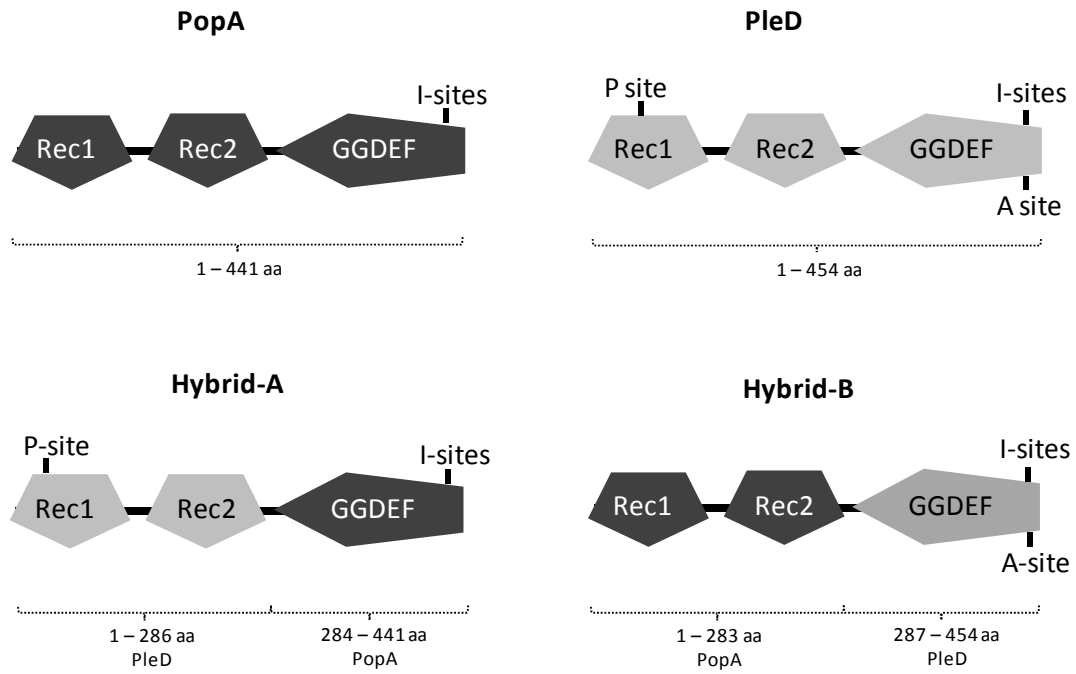 PopA
I-sites
Rec1
Rec2
GGDEF
1 – 441 aa
PleD
P site
I-sites
Rec1
Rec2
GGDEF
A site
1 – 454 aa
Hybrid-A
P-site
I-sites
Rec1
Rec2
GGDEF
1 – 286 aa
PleD
284 – 441 aa
PopA
Hybrid-B
I-sites
Rec1
Rec2
GGDEF
A-site
1 – 283 aa
PopA
287 – 454 aa
PleD